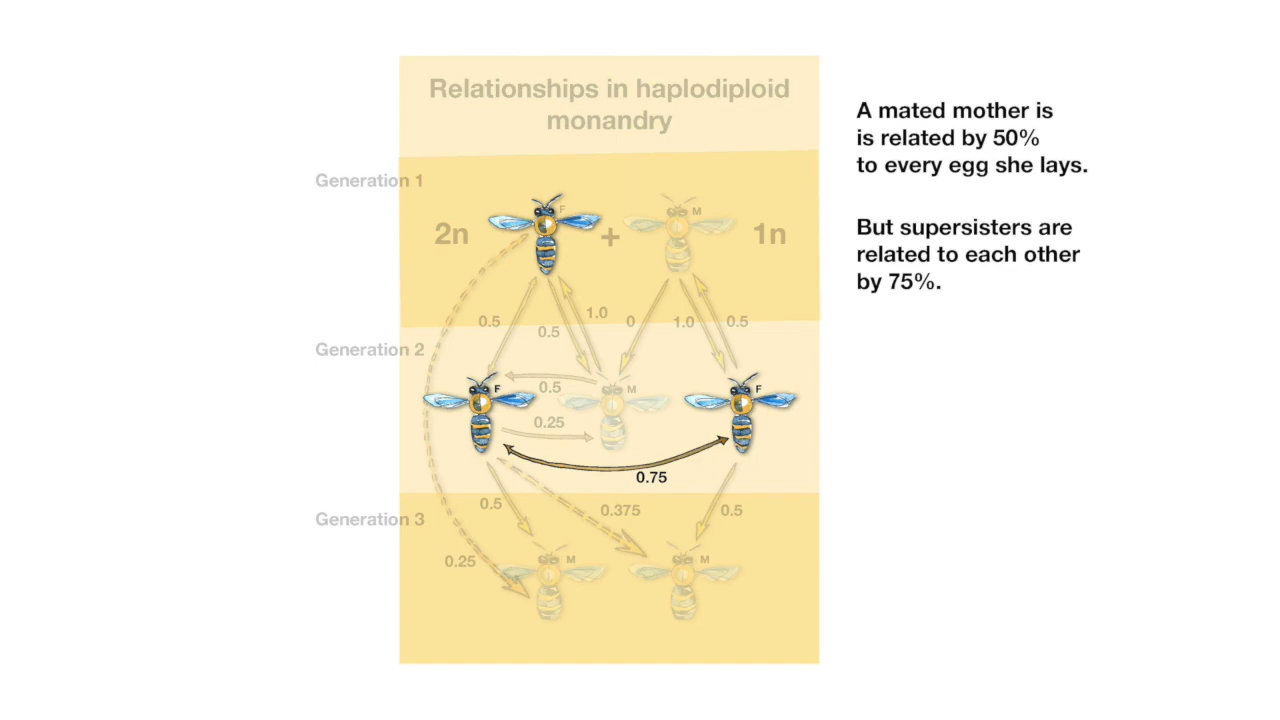 Relationships in haplodiploid
monandry
A mated mother is
is related by 50%
to every egg she lays.
But supersisters are
related to each other
by 75%.
Generation 1
F
M
2n
+
1n
0.5
0.5
1.0
0
1.0
0.5
Generation 2
F
M
F
0.5
0.25
0.75
Generation 3
0.5
0.375
0.5
0.25
M
M